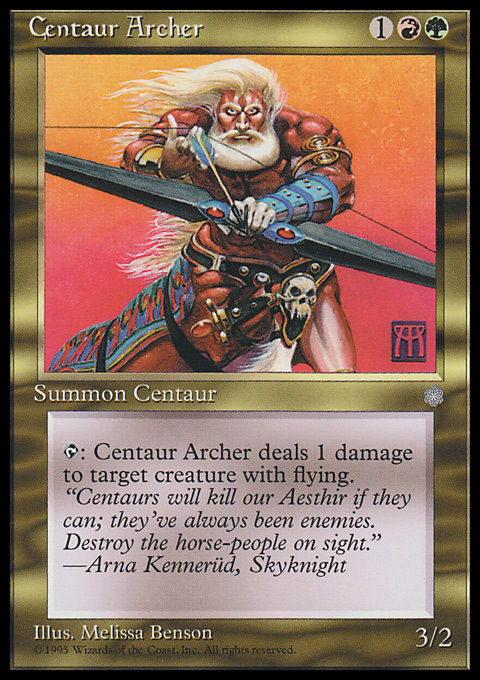 Centaur Archer 1
Summon Centaur
: Centaur Archer deals 1 damage
to target creature with flying.
“Centaurs will kill our Aesthir if they
can; they’ve always been enemies.
Destroy the horse-people on sight.”
—Arna Kennerüd, Skyknight
Illus. Melissa Benson
3/2
© 1995 Wizards of the Coast, Inc. All rights reserved.